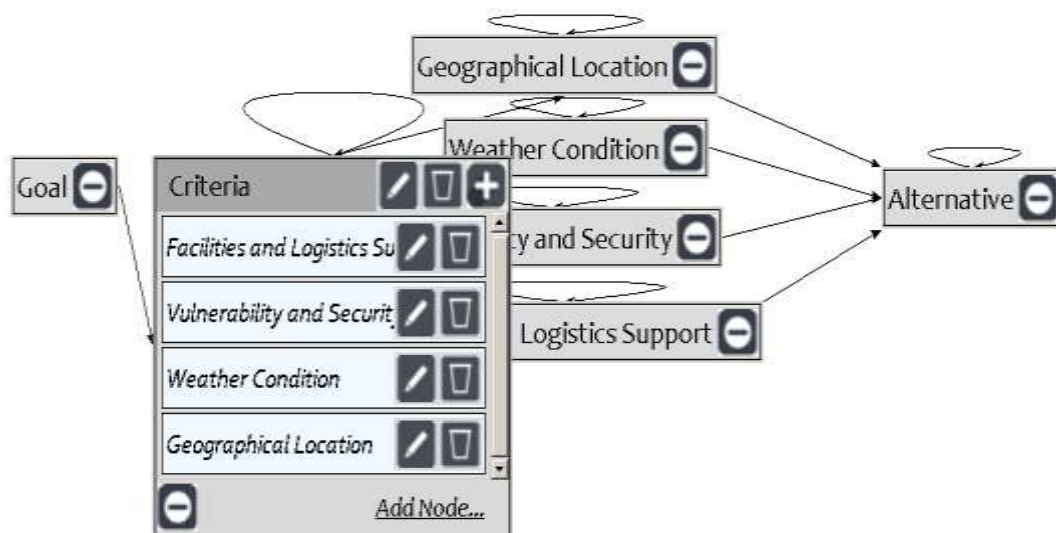 Geographical Location
Weather Condition
Goal
Criteria
Alternative
Facilities and Logistics Su
cy and Security
Vulnerability and Securit
Logistics Support
Weather Condition
Geographical Location
Add Node...